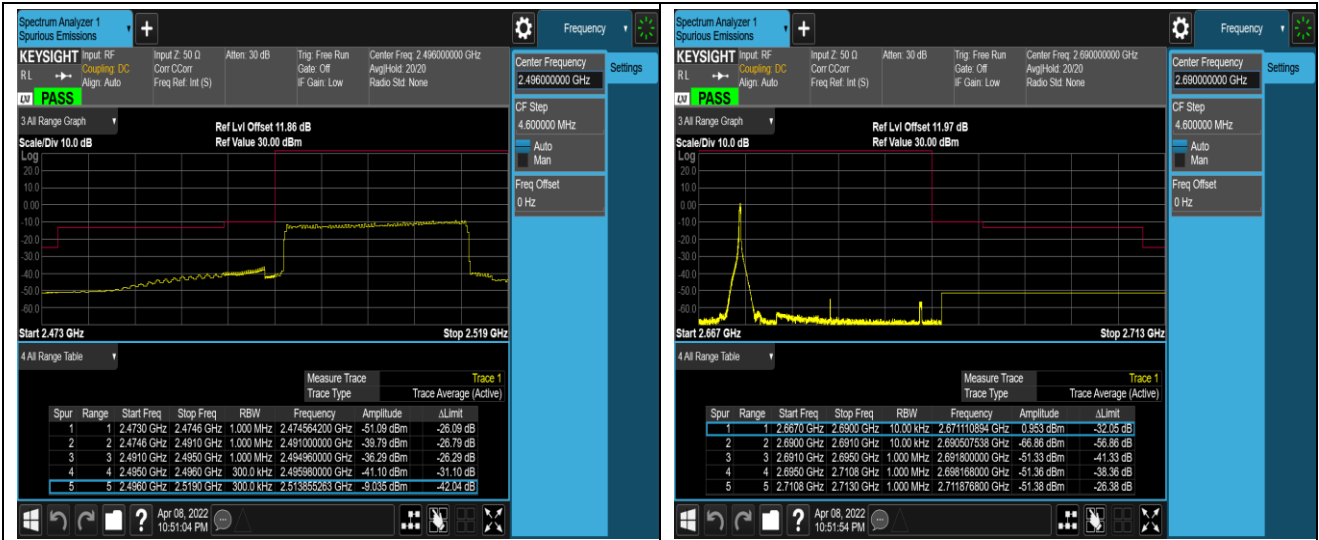 Spectrum Analyzer 1
Spurious Emissions
+
Frequency
KEYSIGHT Input: RF Input Z: 50 Ω Atten: 30 dB Trig: Free Run Center Freq: 2.496000000 GHz
Coupling: DC Corr CCorr Gate: Off Avg|Hold: 20/20
RL Align: Auto Freq Ref: Int (S) IF Gain: Low Radio Std: None
LXI PASS
Center Frequency
2.496000000 GHz
Settings
CF Step
4.600000 MHz
Auto
Man
Freq Offset
0 Hz
3 All Range Graph
Ref Lvl Offset 11.86 dB
Scale/Div 10.0 dB Ref Value 30.00 dBm
Log
20.0
10.0
0.00
-10.0
-20.0
-30.0
-40.0
-50.0
-60.0
Start 2.473 GHz Stop 2.519 GHz
4 All Range Table
Measure Trace Trace 1
Trace Type Trace Average (Active)
Spur Range Start Freq Stop Freq RBW Frequency Amplitude ΔLimit
1 1 2.4730 GHz 2.4746 GHz 1.000 MHz 2.474564200 GHz -51.09 dBm -26.09 dB
2 2 2.4746 GHz 2.4910 GHz 1.000 MHz 2.491000000 GHz -39.79 dBm -26.79 dB
3 3 2.4910 GHz 2.4950 GHz 1.000 MHz 2.494960000 GHz -36.29 dBm -26.29 dB
4 4 2.4950 GHz 2.4960 GHz 300.0 kHz 2.495980000 GHz -41.10 dBm -31.10 dB
5 5 2.4960 GHz 2.5190 GHz 300.0 kHz 2.513855263 GHz -9.035 dBm -42.04 dB
?
Apr 08, 2022
10:51:04 PM
Spectrum Analyzer 1
Spurious Emissions
+
Frequency
KEYSIGHT Input: RF Input Z: 50 Ω Atten: 30 dB Trig: Free Run Center Freq: 2.690000000 GHz
Coupling: DC Corr CCorr Gate: Off Avg|Hold: 20/20
RL Align: Auto Freq Ref: Int (S) IF Gain: Low Radio Std: None
LXI PASS
Center Frequency
2.690000000 GHz
Settings
CF Step
4.600000 MHz
Auto
Man
Freq Offset
0 Hz
3 All Range Graph
Ref Lvl Offset 11.97 dB
Scale/Div 10.0 dB Ref Value 30.00 dBm
Log
20.0
10.0
0.00
-10.0
-20.0
-30.0
-40.0
-50.0
-60.0
Start 2.667 GHz Stop 2.713 GHz
4 All Range Table
Measure Trace Trace 1
Trace Type Trace Average (Active)
Spur Range Start Freq Stop Freq RBW Frequency Amplitude ΔLimit
1 1 2.6670 GHz 2.6900 GHz 10.00 kHz 2.671110894 GHz 0.953 dBm -32.05 dB
2 2 2.6900 GHz 2.6910 GHz 10.00 kHz 2.690507538 GHz -66.86 dBm -56.86 dB
3 3 2.6910 GHz 2.6950 GHz 1.000 MHz 2.691800000 GHz -51.33 dBm -41.33 dB
4 4 2.6950 GHz 2.7108 GHz 1.000 MHz 2.698168000 GHz -51.36 dBm -38.36 dB
5 5 2.7108 GHz 2.7130 GHz 1.000 MHz 2.711876800 GHz -51.38 dBm -26.38 dB
?
Apr 08, 2022
10:51:54 PM